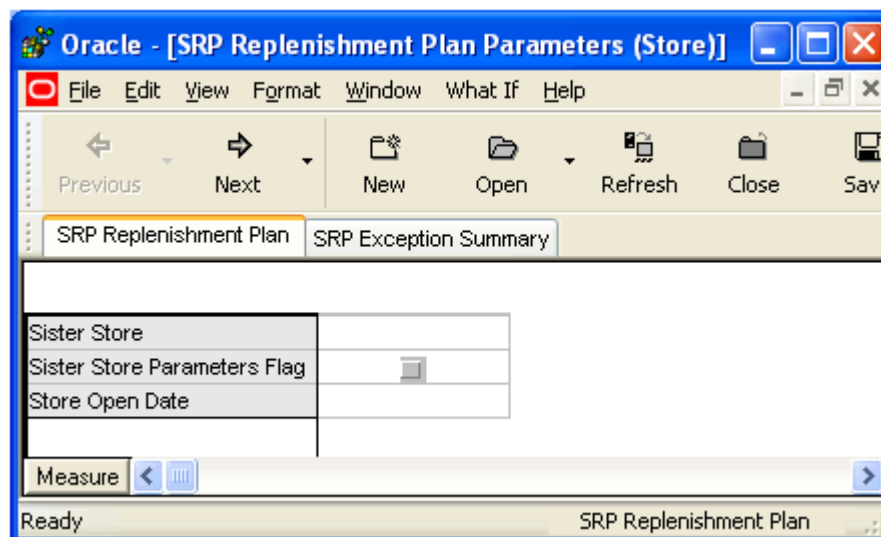 Oracle - [SRP Replenishment Plan Parameters (Store)]
File Edit View Format Window What If Help
Previous Next New Open Refresh Close Sav
SRP Replenishment Plan SRP Exception Summary
Sister Store
Sister Store Parameters Flag
Store Open Date
Measure
Ready SRP Replenishment Plan